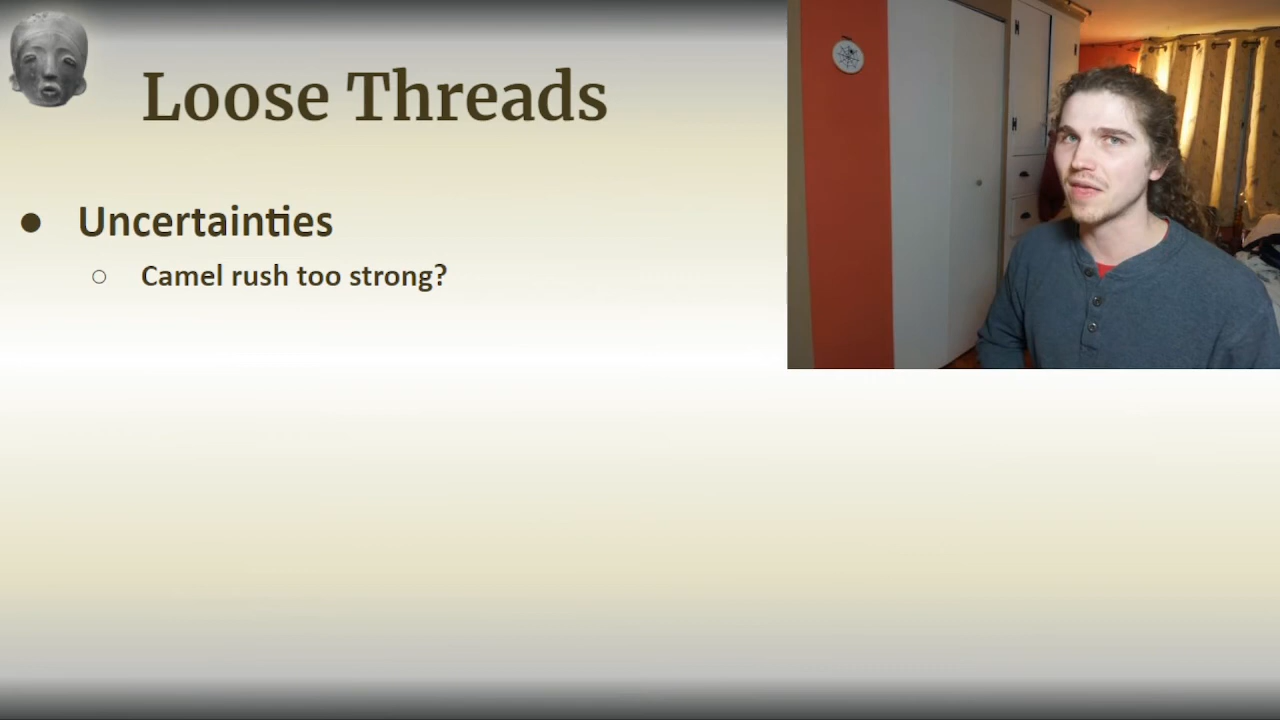 Loose Threads
● Uncertainties
○ Camel rush too strong?